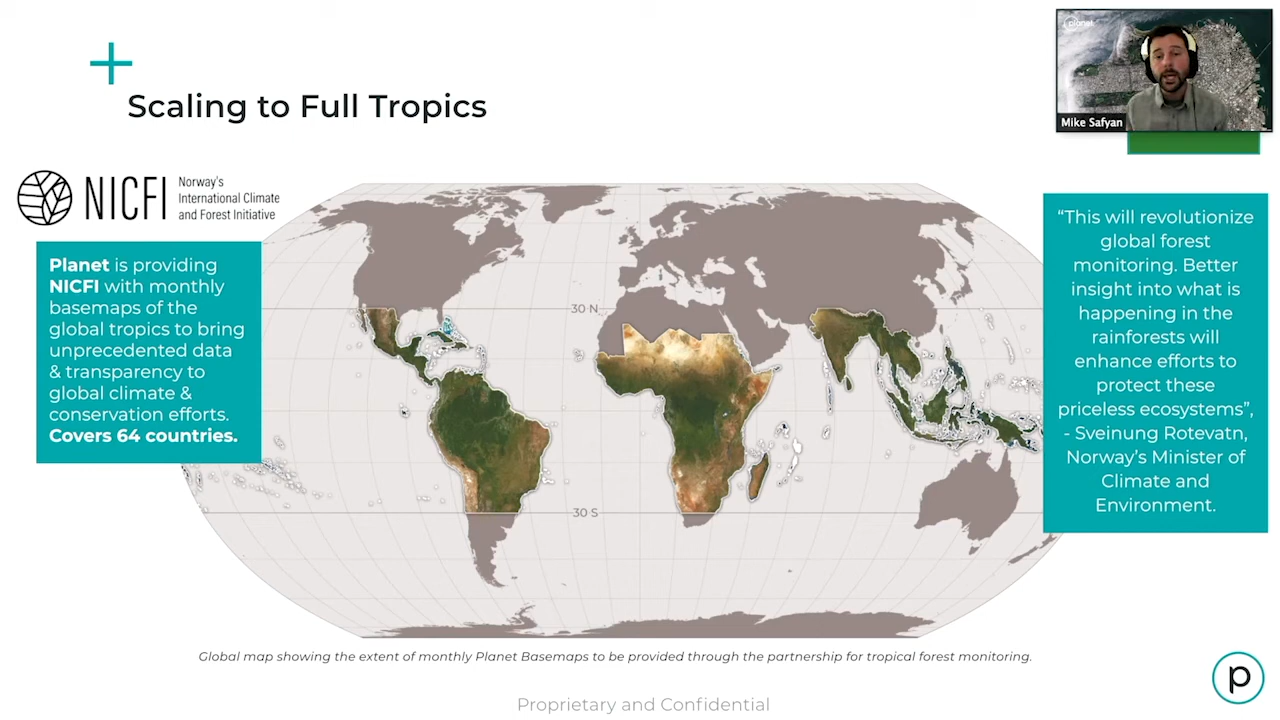 Scaling to Full Tropics
planet
Mike Safyan
NICFI
Norway's
International Climate
and Forest Initiative
Planet is providing
NICFI with monthly
basemaps of the
global tropics to bring
unprecedented data
& transparency to
global climate &
conservation efforts.
Covers 64 countries.
30 N
30 S
“This will revolutionize
global forest
monitoring. Better
insight into what is
happening in the
rainforests will
enhance efforts to
protect these
priceless ecosystems”,
- Sveinung Rotevatn,
Norway’s Minister of
Climate and
Environment.
Global map showing the extent of monthly Planet Basemaps to be provided through the partnership for tropical forest monitoring.
Proprietary and Confidential
p